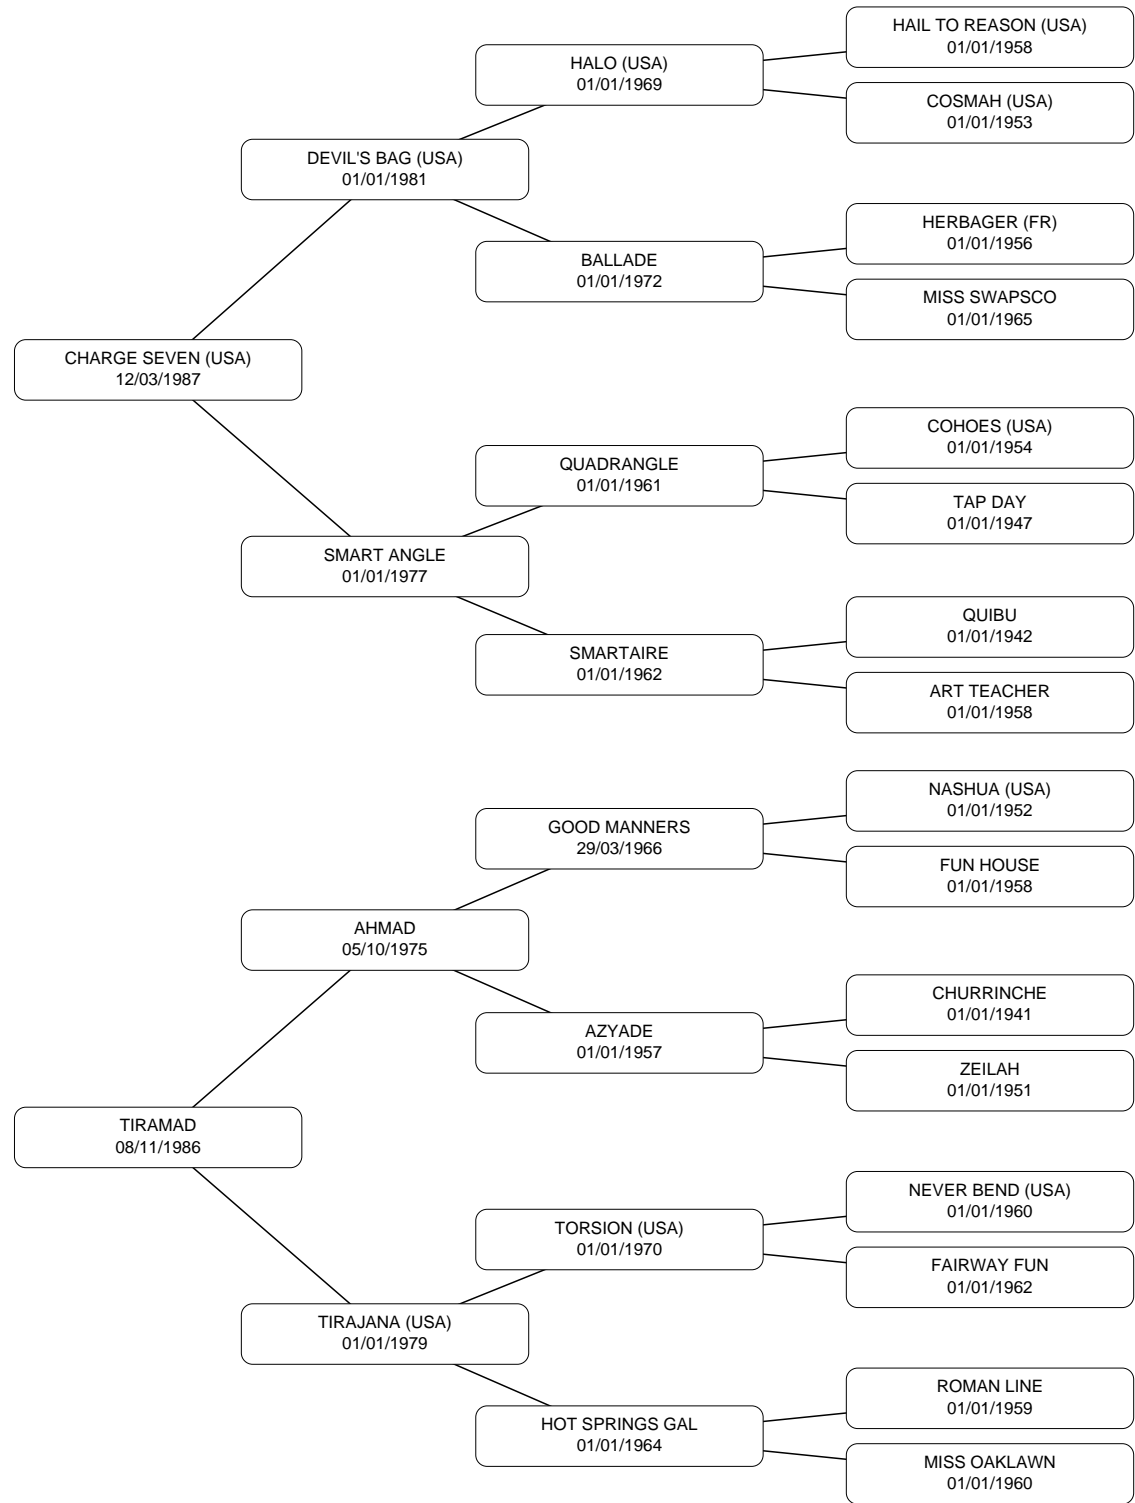 HAIL TO REASON (USA)
01/01/1958
HALO (USA)
01/01/1969
COSMAH (USA)
01/01/1953
DEVIL'S BAG (USA)
01/01/1981
HERBAGER (FR)
01/01/1956
BALLADE
01/01/1972
MISS SWAPSCO
01/01/1965
CHARGE SEVEN (USA)
12/03/1987
COHOES (USA)
01/01/1954
QUADRANGLE
01/01/1961
TAP DAY
01/01/1947
SMART ANGLE
01/01/1977
QUIBU
01/01/1942
SMARTAIRE
01/01/1962
ART TEACHER
01/01/1958
NASHUA (USA)
01/01/1952
GOOD MANNERS
29/03/1966
FUN HOUSE
01/01/1958
AHMAD
05/10/1975
CHURRINCHE
01/01/1941
AZYADE
01/01/1957
ZEILAH
01/01/1951
TIRAMAD
08/11/1986
NEVER BEND (USA)
01/01/1960
TORSION (USA)
01/01/1970
FAIRWAY FUN
01/01/1962
TIRAJANA (USA)
01/01/1979
ROMAN LINE
01/01/1959
HOT SPRINGS GAL
01/01/1964
MISS OAKLAWN
01/01/1960